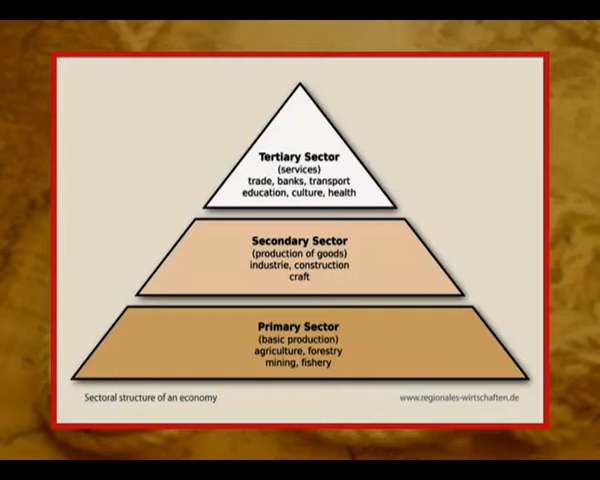 Tertiary Sector
(services)
trade, banks, transport
education, culture, health
Secondary Sector
(production of goods)
industrie, construction
craft
Primary Sector
(basic production)
agriculture, forestry
mining, fishery
Sectoral structure of an economy
www.regionales-wirtschaften.de